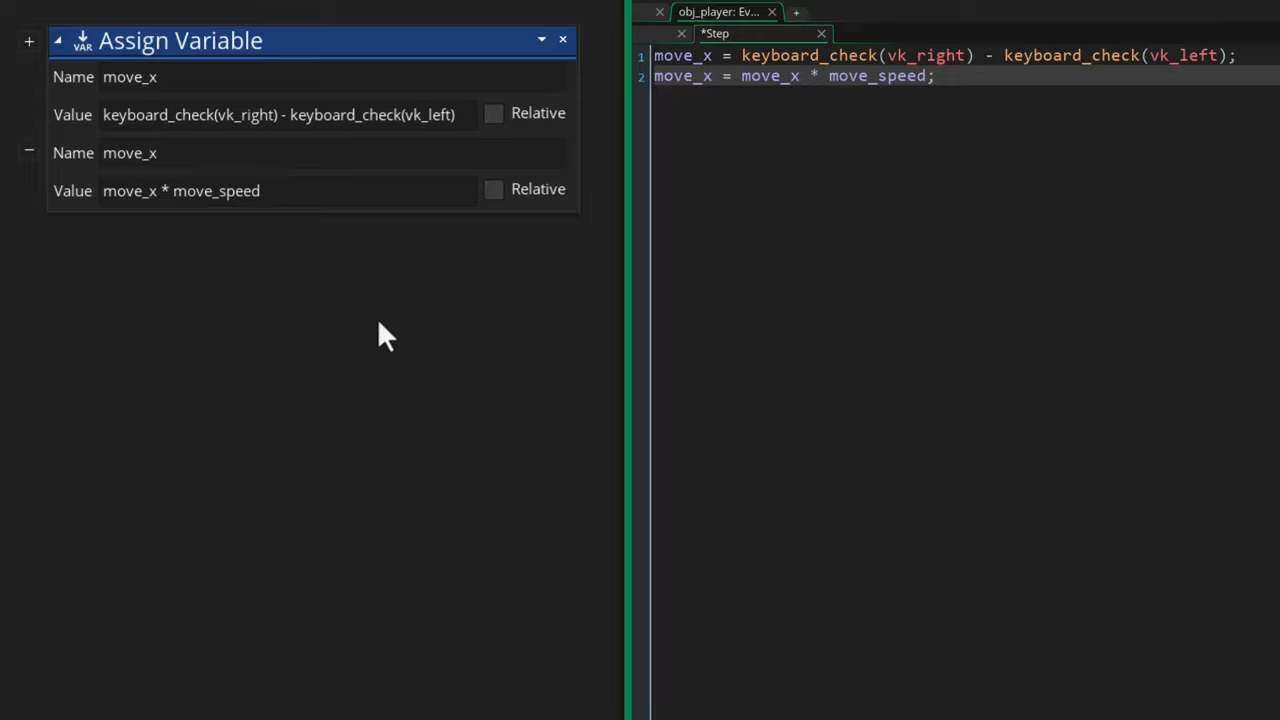 Assign Variable
Name move_x
Value keyboard_check(vk_right) - keyboard_check(vk_left) Relative
Name move_x
Value move_x * move_speed Relative
VAR
obj_player: Ev...
*Step
1 move_x = keyboard_check(vk_right) - keyboard_check(vk_left);
2 move_x = move_x * move_speed;